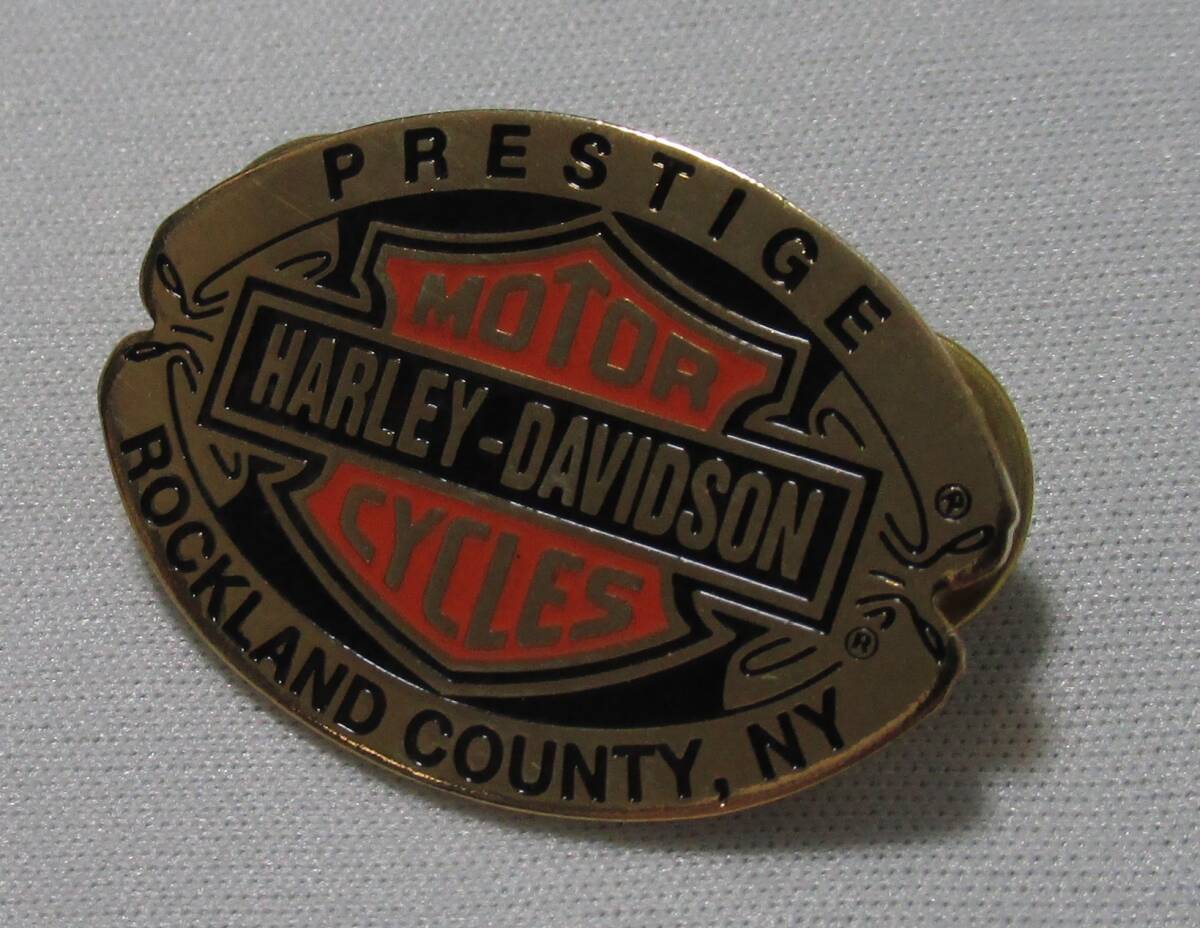 PRESTIGE
MOTOR
HARLEY-DAVIDSON
CYCLES
®
®
ROCKLAND COUNTY, NY